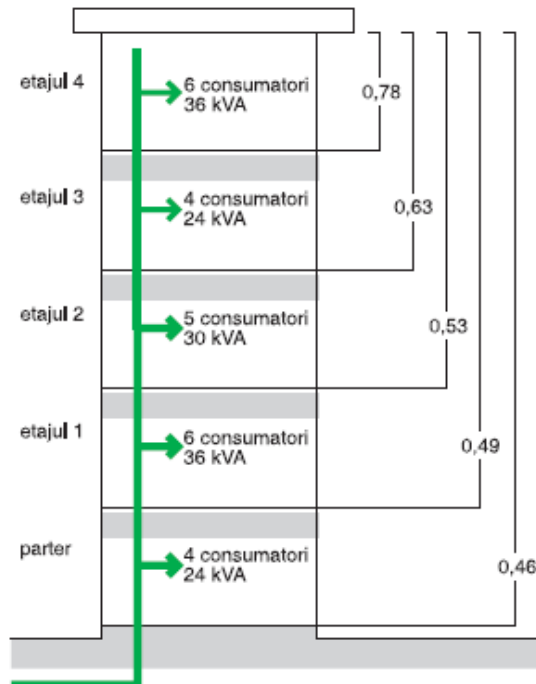 etajul 4
6 consumatori
36 kVA
0,78
etajul 3
4 consumatori
24 kVA
0,63
etajul 2
5 consumatori
30 kVA
0,53
etajul 1
6 consumatori
36 kVA
0,49
parter
4 consumatori
24 kVA
0,46